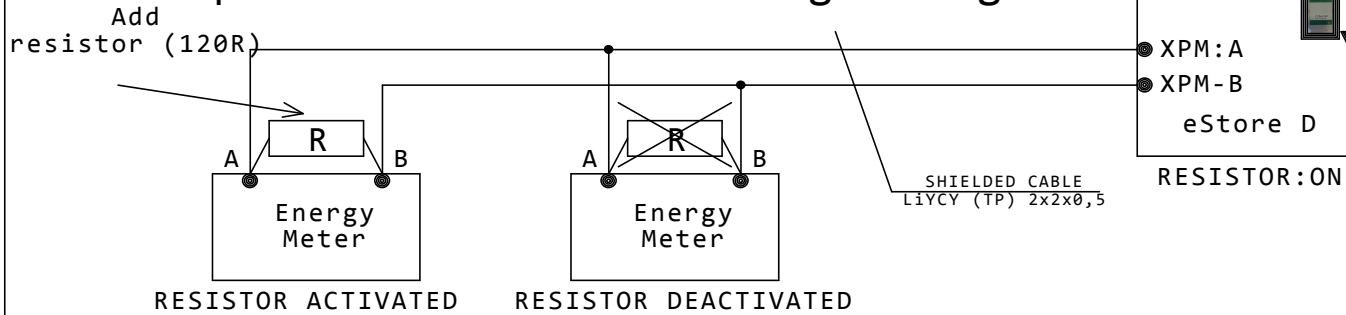 Add
resistor (120R)
XPM:A
XPM-B
eStore D
RESISTOR:ON
R
R
A
B
A
B
Energy
Meter
Energy
Meter
SHIELDED CABLE
LiYCY (TP) 2x2x0,5
RESISTOR ACTIVATED
RESISTOR DEACTIVATED